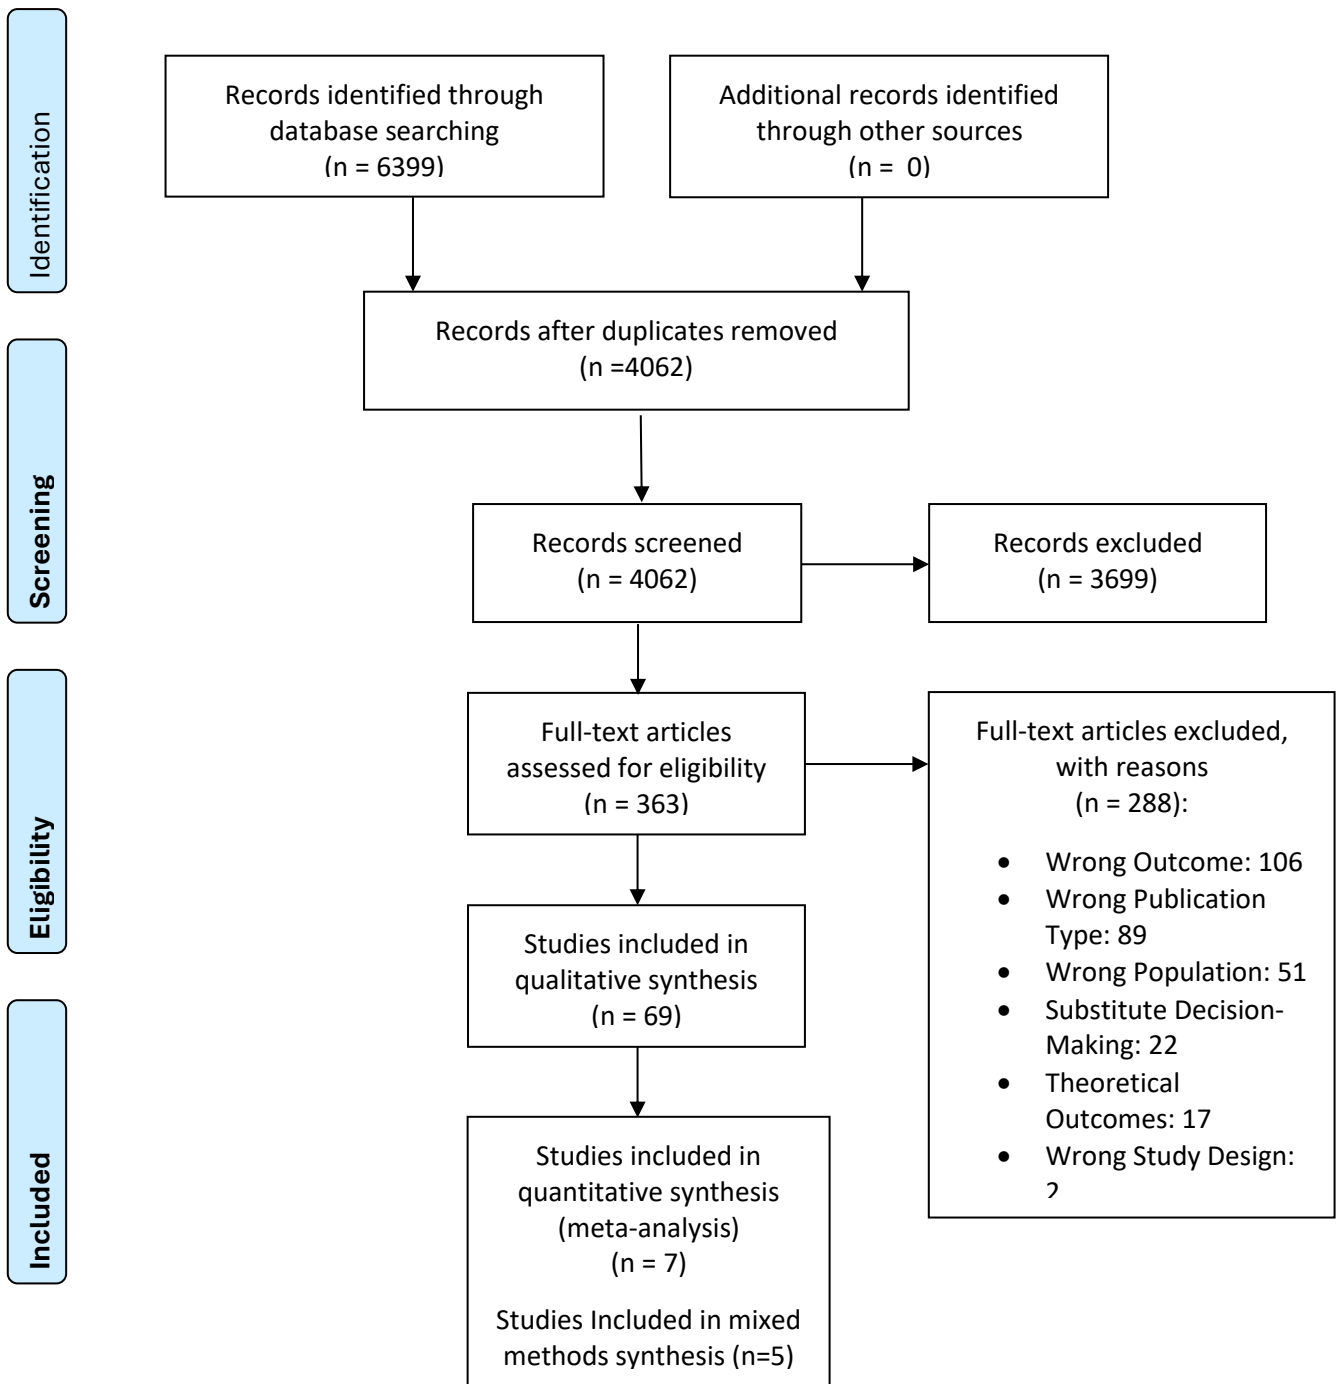 Identification
Records identified through
database searching
(n = 6399)
Additional records identified
through other sources
(n = 0)
Records after duplicates removed
(n =4062)
Screening
Records screened
(n = 4062)
Records excluded
(n = 3699)
Eligibility
Full-text articles
assessed for eligibility
(n = 363)
Full-text articles excluded,
with reasons
(n = 288):
• Wrong Outcome: 106
• Wrong Publication
Type: 89
• Wrong Population: 51
• Substitute Decision-
Making: 22
• Theoretical
Outcomes: 17
• Wrong Study Design:
2
Studies included in
qualitative synthesis
(n = 69)
Included
Studies included in
quantitative synthesis
(meta-analysis)
(n = 7)
Studies Included in mixed
methods synthesis (n=5)